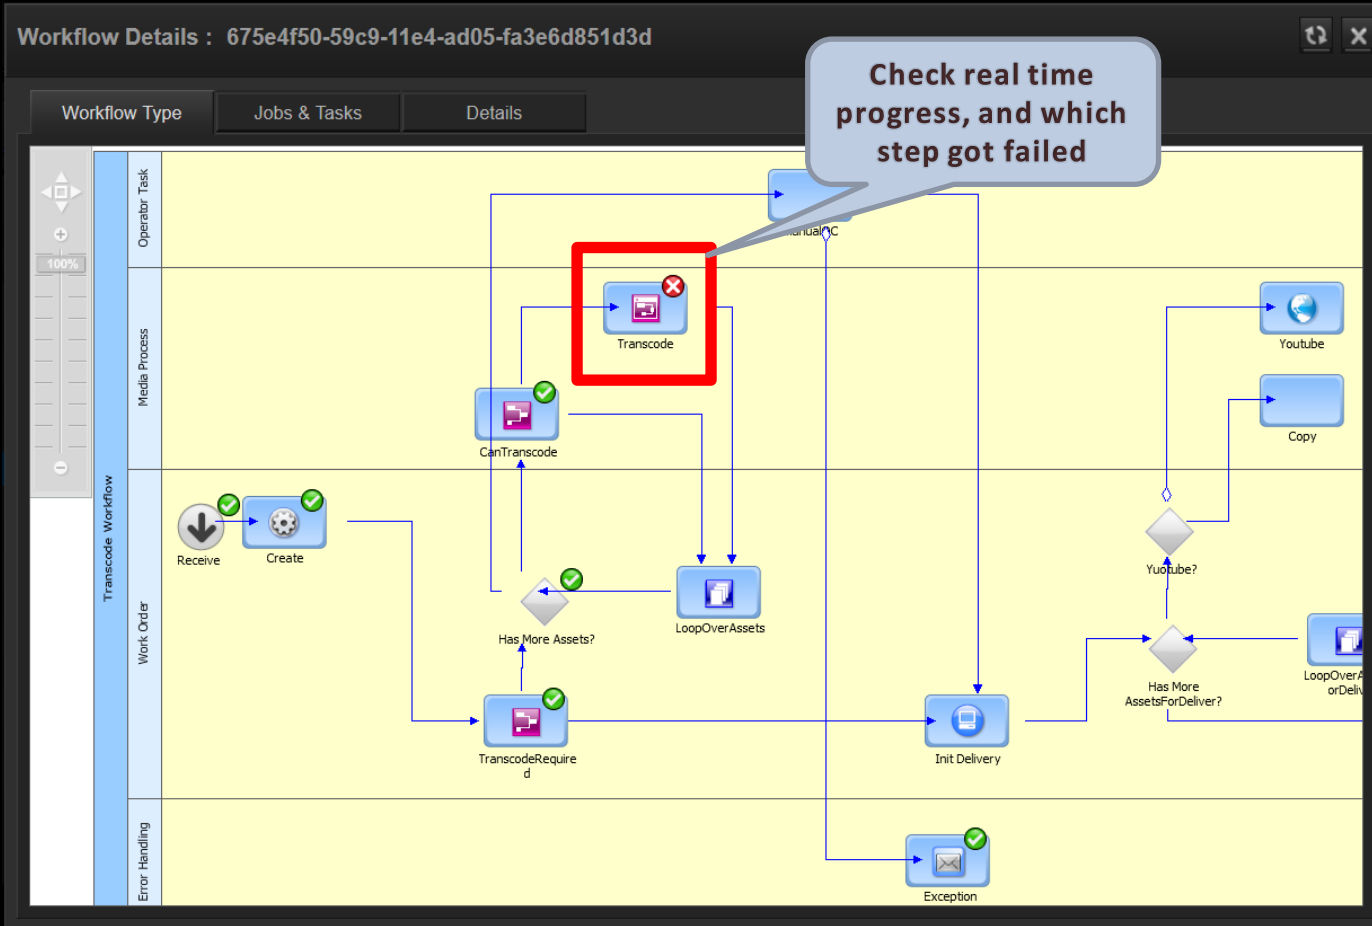 Workflow Details : 675e4f50-59c9-11e4-ad05-fa3e6d851d3d
Check real time
progress, and which
step got failed
Workflow Type
Jobs & Tasks
Details
100%
Transcode Workflow
Operator Task
Media Process
Work Order
Error Handling
Transcode
Youtube
CanTranscode
Copy
Receive
Create
Yuotube?
Has More Assets?
LoopOverAssets
Has More
AssetsForDeliver?
TranscodeRequire
d
Init Delivery
Exception